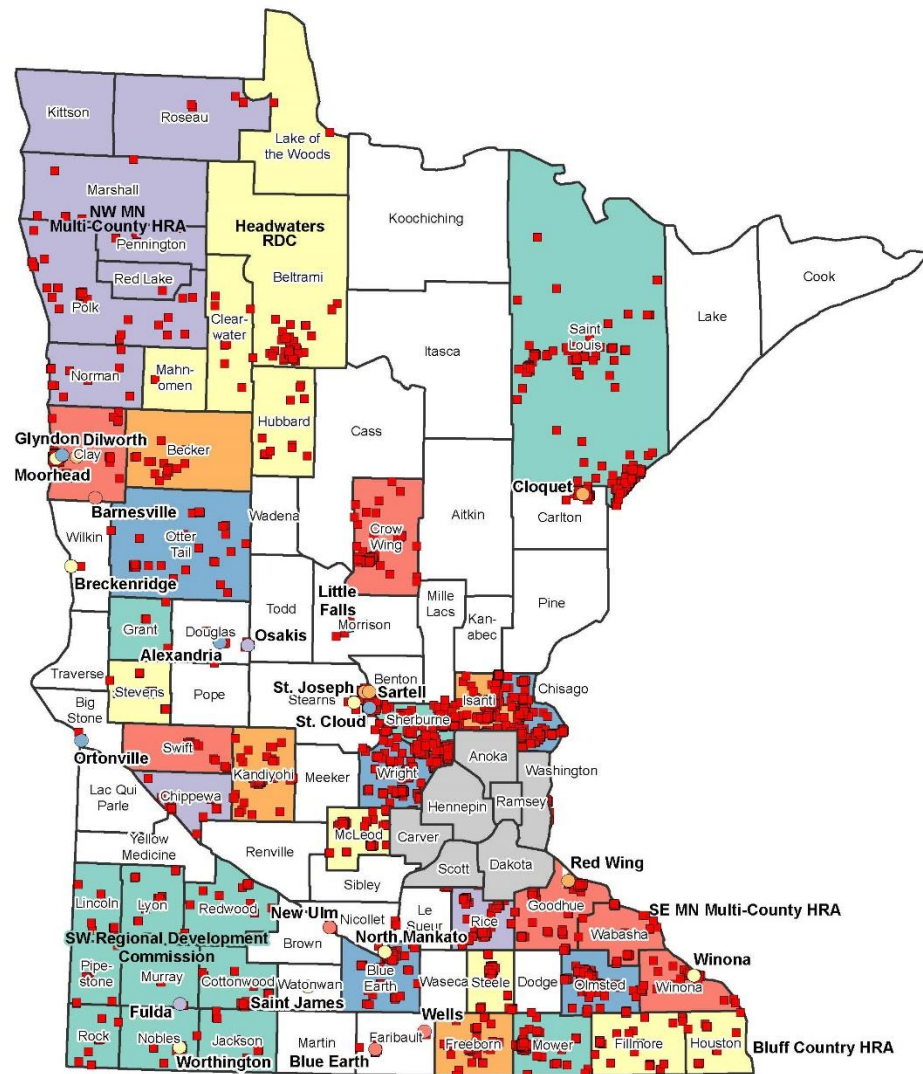 Kittson
Roseau
Lake of
the Woods
Marshall
NW MN
Multi-County HRA
Pennington
Red Lake
Polk
Headwaters
RDC
Beltrami
Koochiching
Clear-
water
Itasca
Saint
Louis
Lake
Cook
Norman
Mahn-
omen
Hubbard
Cass
Glyndon Dilworth
Clay
Moorhead
Becker
Barnesville
Wilkin
Otter
Tail
Wadena
Crow
Wing
Aitkin
Cloquet
Carlton
Breckenridge
Todd
Little
Falls
Morrison
Mille
Lacs
Kan-
abec
Pine
Grant
Douglas
Osakis
Alexandria
Traverse
Stevens
Pope
Big
Stone
Ortonville
Stearns
St. Joseph
Benton
Sartell
St. Cloud
Sherburne
Isanti
Chisago
Swift
Kandiyohi
Meeker
Wright
Anoka
Washington
Hennepin
Ramsey
Lac Qui
Parle
Chippewa
McLeod
Carver
Yellow
Medicine
Renville
Scott
Dakota
Sibley
Red Wing
Lincoln
Lyon
Redwood
New Ulm
Nicollet
Le
Sueur
Rice
Goodhue
SE MN Multi-County HRA
Wabasha
SW Regional Development
Commission
Brown
North Mankato
Pipe-
stone
Murray
Cottonwood
Watonwan
Saint James
Blue
Earth
Waseca
Steele
Dodge
Olmsted
Winona
Winona
Fulda
Wells
Rock
Nobles
Jackson
Worthington
Martin
Blue Earth
Faribault
Freeborn
Mower
Fillmore
Houston
Bluff Country HRA